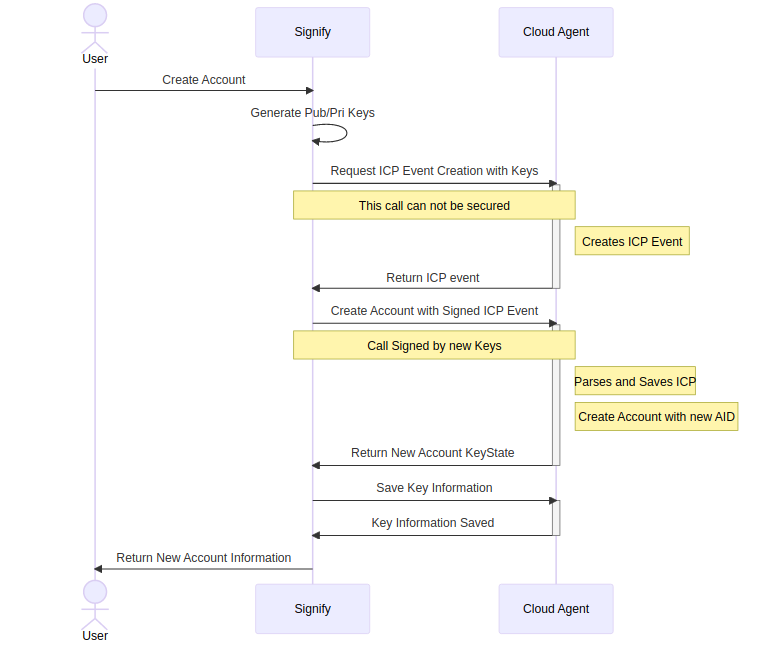 User
Signify
Cloud Agent
Create Account
Generate Pub/Pri Keys
Request ICP Event Creation with Keys
This call can not be secured
Creates ICP Event
Return ICP event
Create Account with Signed ICP Event
Call Signed by new Keys
Parses and Saves ICP
Create Account with new AID
Return New Account KeyState
Save Key Information
Key Information Saved
Return New Account Information
User
Signify
Cloud Agent